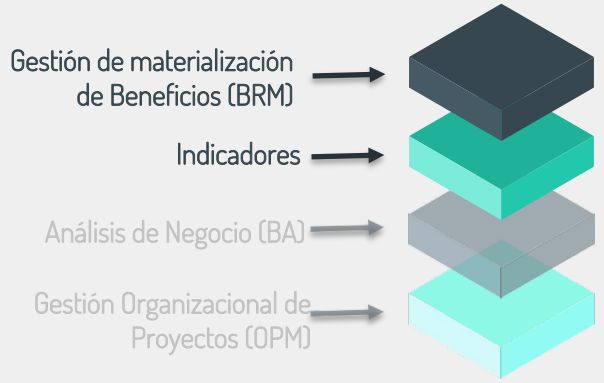 Gestión de materialización
de Beneficios (BRM)
Indicadores
Análisis de Negocio (BA)
Gestión Organizacional de
Proyectos (OPM)